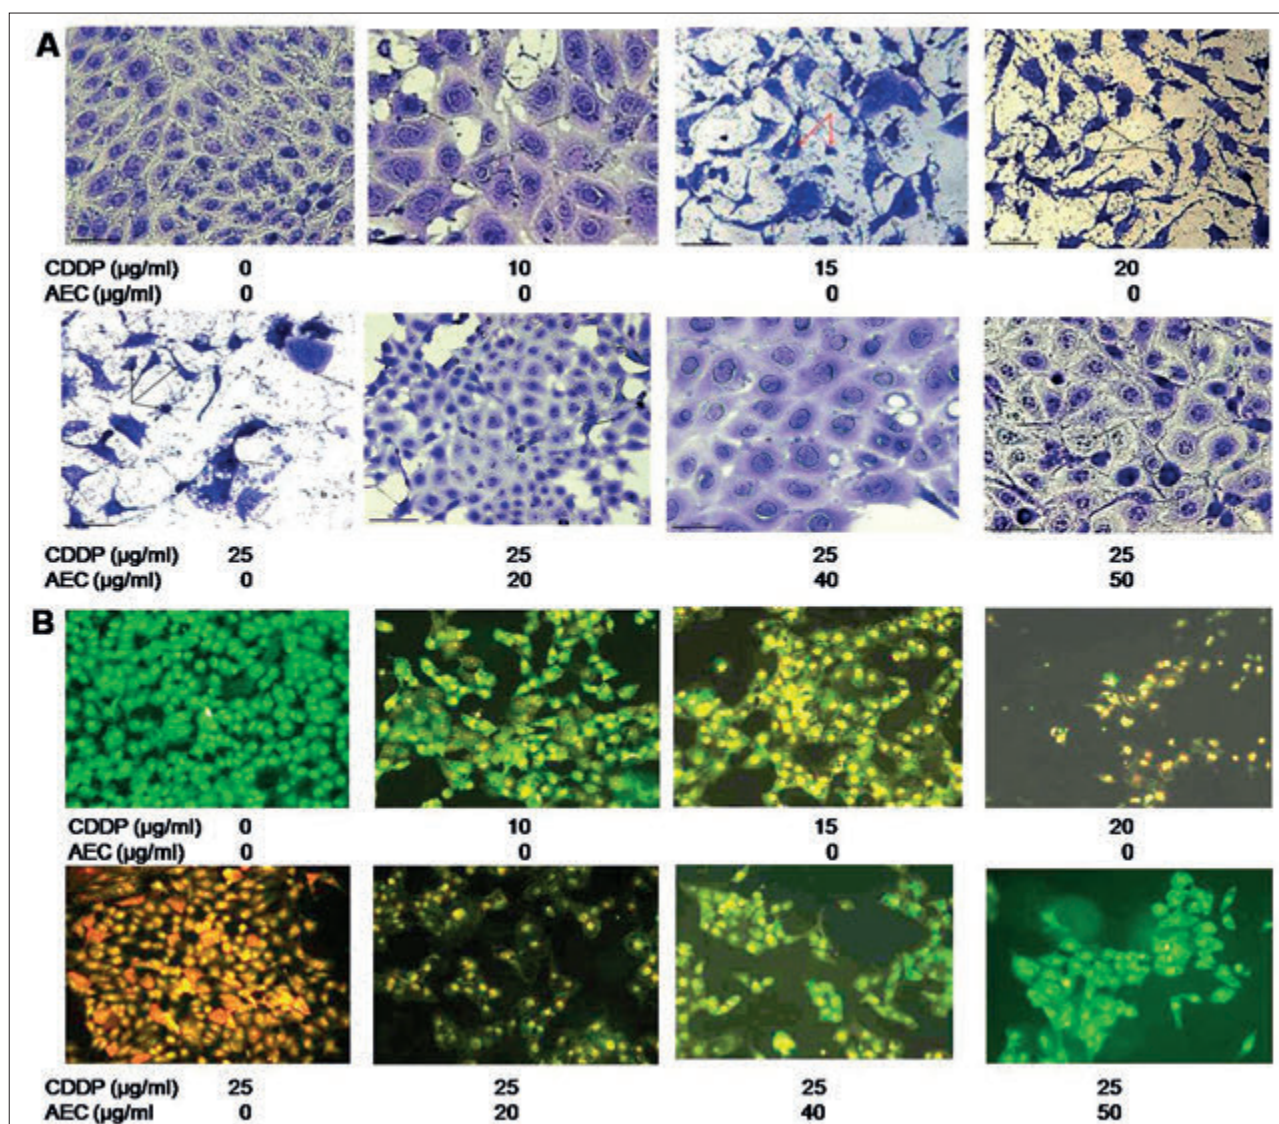 A
CDDP (µg/ml) 0 10 15 20
AEC (µg/ml) 0 0 0 0
CDDP (µg/ml) 25 25 25 25
AEC (µg/ml) 0 20 40 50
B
CDDP (µg/ml) 0 10 15 20
AEC (µg/ml) 0 0 0 0
CDDP (µg/ml) 25 25 25 25
AEC (µg/ml 0 20 40 50